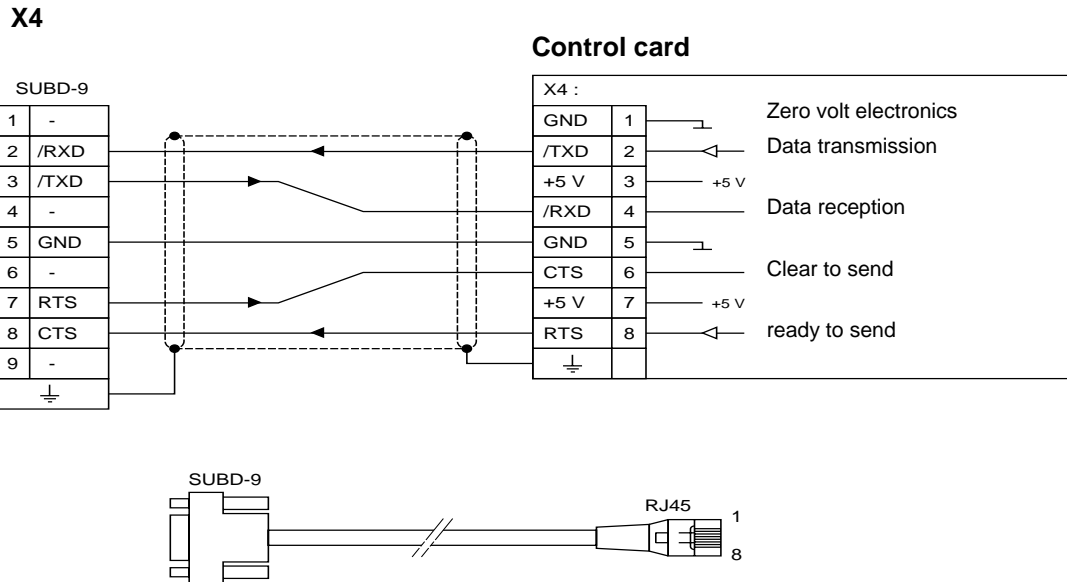 X4
Control card
SUBD-9
1 -
2 /RXD
3 /TXD
4 -
5 GND
6 -
7 RTS
8 CTS
9 -
X4 :
GND 1 Zero volt electronics
/TXD 2 Data transmission
+5 V 3 +5 V
/RXD 4 Data reception
GND 5
CTS 6 Clear to send
+5 V 7 +5 V
RTS 8 ready to send
SUBD-9
RJ45
1
8